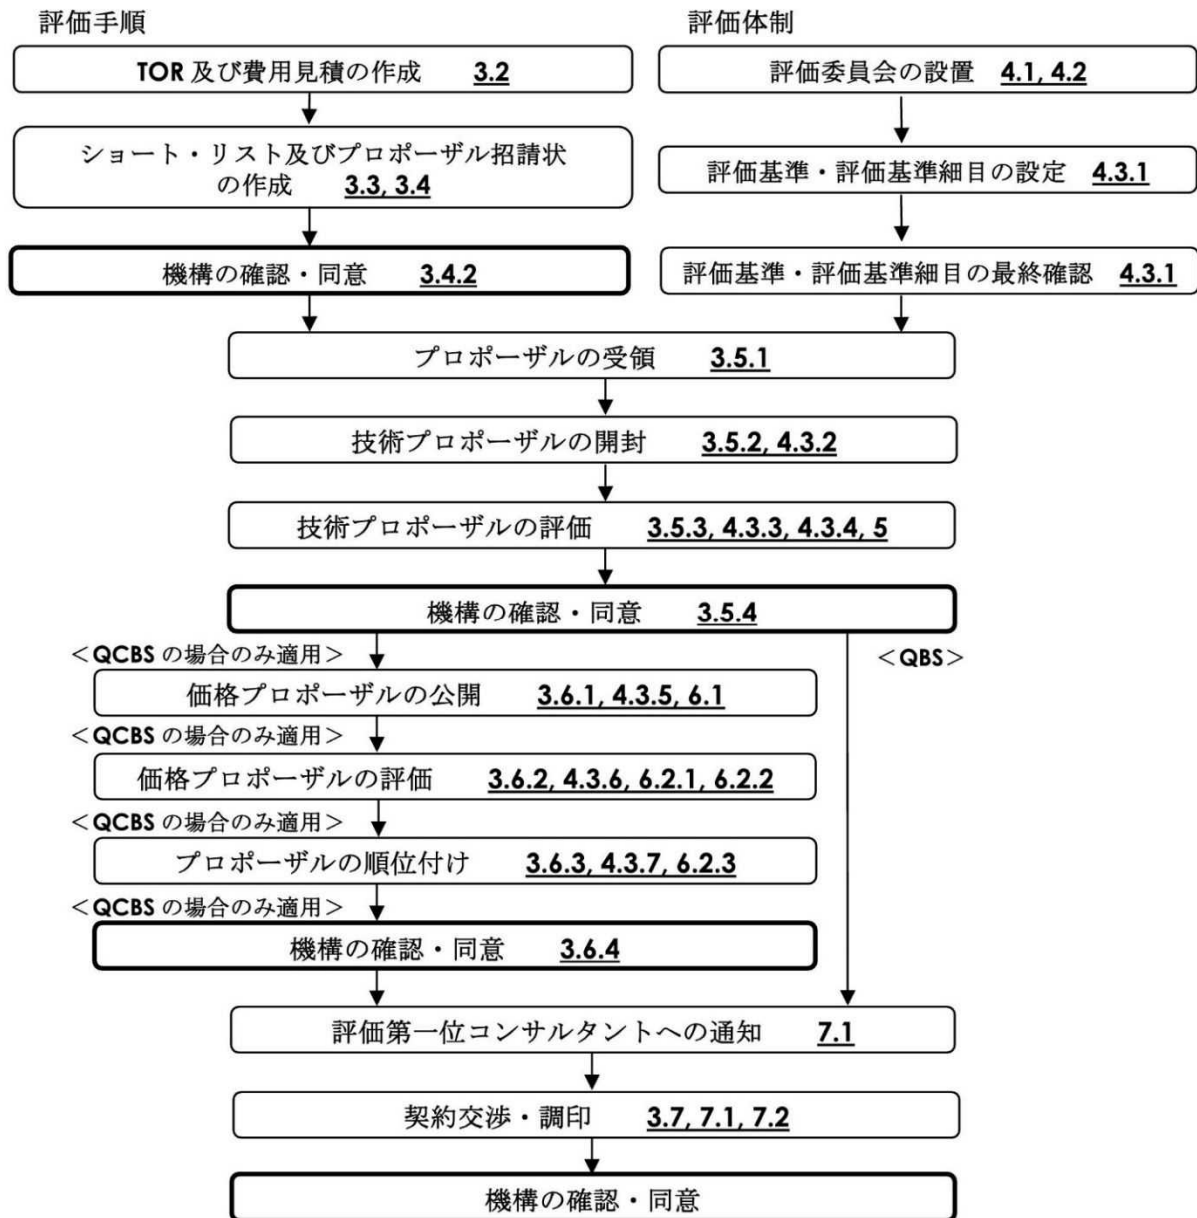 評価手順
TOR 及び費用見積の作成 3.2
ショート・リスト及びプロポーザル招請状
の作成 3.3, 3.4
機構の確認・同意 3.4.2
評価体制
評価委員会の設置 4.1, 4.2
評価基準・評価基準細目の設定 4.3.1
評価基準・評価基準細目の最終確認 4.3.1
プロポーザルの受領 3.5.1
技術プロポーザルの開封 3.5.2, 4.3.2
技術プロポーザルの評価 3.5.3, 4.3.3, 4.3.4, 5
機構の確認・同意 3.5.4
＜QCBS の場合のみ適用＞
＜QBS＞
価格プロポーザルの公開 3.6.1, 4.3.5, 6.1
＜QCBS の場合のみ適用＞
価格プロポーザルの評価 3.6.2, 4.3.6, 6.2.1, 6.2.2
＜QCBS の場合のみ適用＞
プロポーザルの順位付け 3.6.3, 4.3.7, 6.2.3
＜QCBS の場合のみ適用＞
機構の確認・同意 3.6.4
評価第一位コンサルタントへの通知 7.1
契約交渉・調印 3.7, 7.1, 7.2
機構の確認・同意